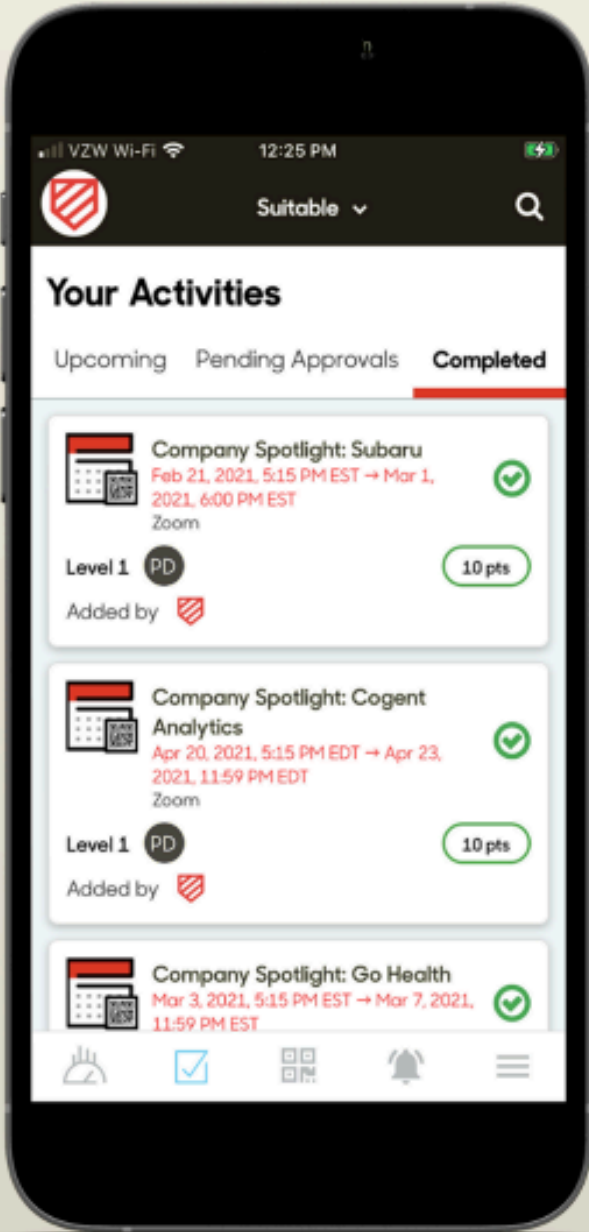 VZW Wi-Fi 12:25 PM
Suitable
Your Activities
Upcoming Pending Approvals Completed
Company Spotlight: Subaru
Feb 21, 2021, 5:15 PM EST → Mar 1,
2021, 6:00 PM EST
Zoom
Level 1 PD 10 pts
Added by
Company Spotlight: Cogent
Analytics
Apr 20, 2021, 5:15 PM EDT → Apr 23,
2021, 11:59 PM EDT
Zoom
Level 1 PD 10 pts
Added by
Company Spotlight: Go Health
Mar 3, 2021, 5:15 PM EST → Mar 7, 2021,
11:59 PM EST